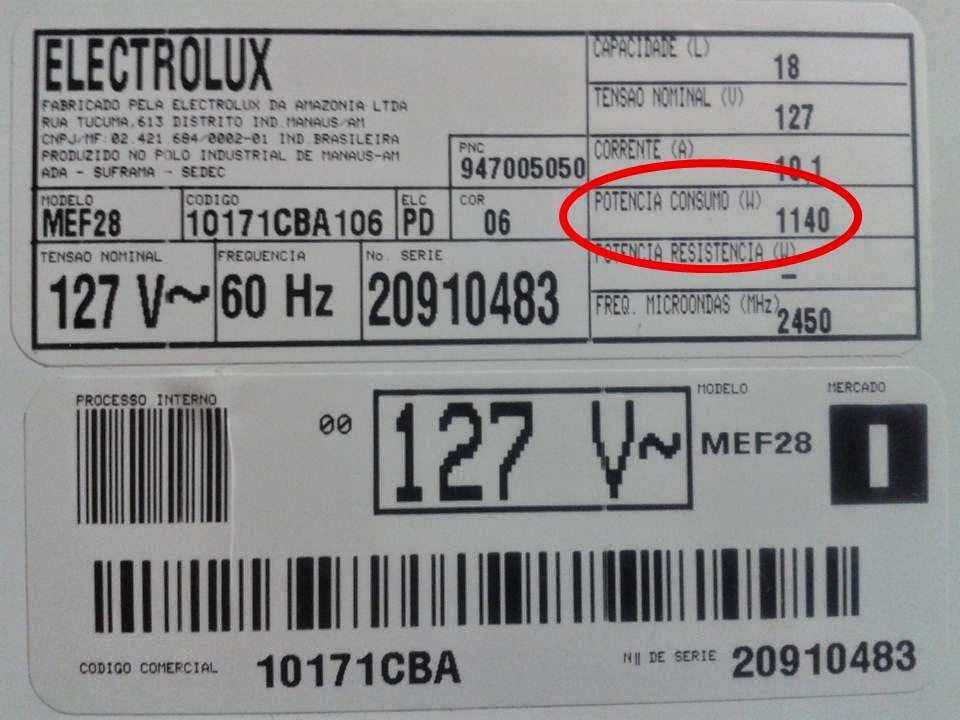 ELECTROLUX
FABRICADO PELA ELECTROLUX DA AMAZONIA LTDA
RUA TUCUMA,613 DISTRITO IND.MANAUS/AM
CNPJ/MF:02.421 684/0002-01 IND.BRASILEIRA
PRODUZIDO NO POLO INDUSTRIAL DE MANAUS-AM
ADA - SUFRAMA - SEDEC
PNC
947005050
MODELO
MEF28
CODIGO
10171CBA106
ELC
PD
COR
06
TENSAO NOMINAL
127 V~
FREQUENCIA
60 Hz
No. SERIE
20910483
CAPACIDADE (L)
18
TENSAO NOMINAL (V)
127
CORRENTE (A)
10,1
POTENCIA CONSUMO (W)
1140
POTENCIA RESISTENCIA (W)
–
FREQ. MICROONDAS (MHz)
2450
PROCESSO INTERNO
00
127 V~
MODELO
MEF28
MERCADO
I
CODIGO COMERCIAL
10171CBA
N|| DE SERIE
20910483